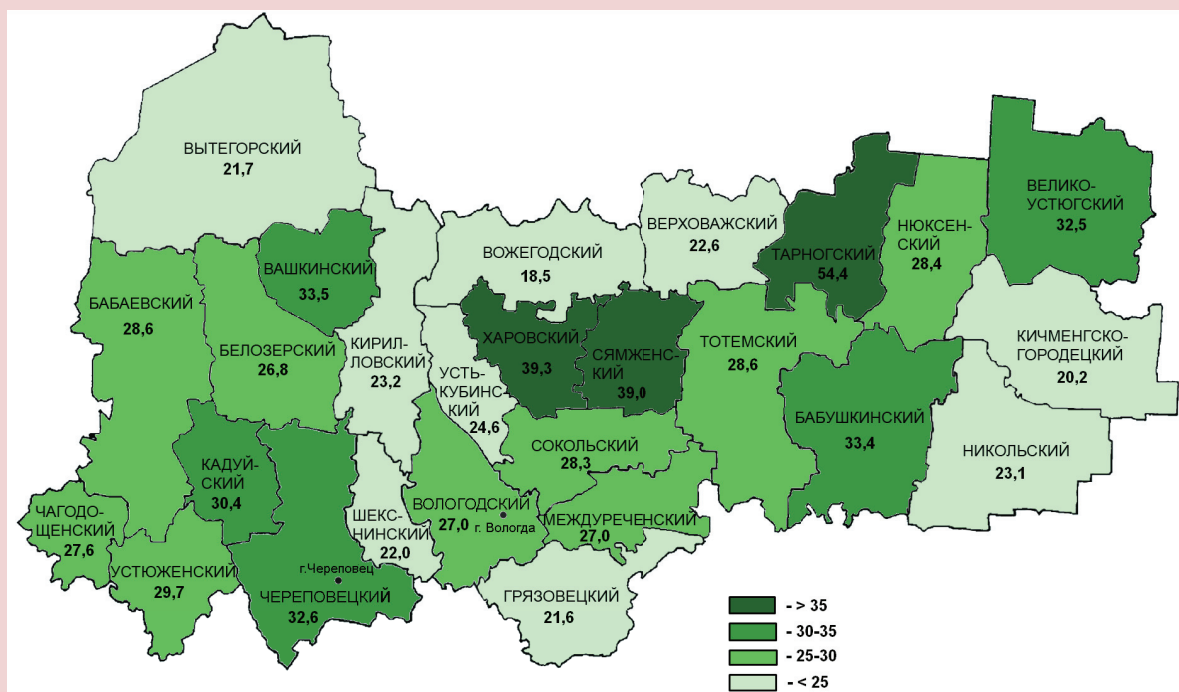 ВЫТЕГОРСКИЙ
21,7
ВАШКИНСКИЙ
33,5
БАБАЕВСКИЙ
28,6
БЕЛОЗЕРСКИЙ
26,8
КИРИЛ-
ЛОВСКИЙ
23,2
ВОЖЕГОДСКИЙ
18,5
ВЕРХОВАЖСКИЙ
22,6
ТАРНОГСКИЙ
54,4
НЮКСЕН-
СКИЙ
28,4
ВЕЛИКО-
УСТЮГСКИЙ
32,5
ХАРОВСКИЙ
39,3
СЯМЖЕНС-
КИЙ
39,0
УСТЬ-
КУБИНС-
КИЙ
24,6
ТОТЕМСКИЙ
28,6
КИЧМЕНГСКО-
ГОРОДЕЦКИЙ
20,2
БАБУШКИНСКИЙ
33,4
НИКОЛЬСКИЙ
23,1
СОКОЛЬСКИЙ
28,3
КАДУЙ-
СКИЙ
30,4
ЧАГОДО-
ЩЕНСКИЙ
27,6
УСТЮЖЕНСКИЙ
29,7
г.Череповец
ЧЕРЕПОВЕЦКИЙ
32,6
ШЕКС-
НИНСКИЙ
22,0
ВОЛОГОДСКИЙ
27,0
г. Вологда
МЕЖДУРЕЧЕНСКИЙ
27,0
ГРЯЗОВЕЦКИЙ
21,6
- > 35
- 30-35
- 25-30
- < 25